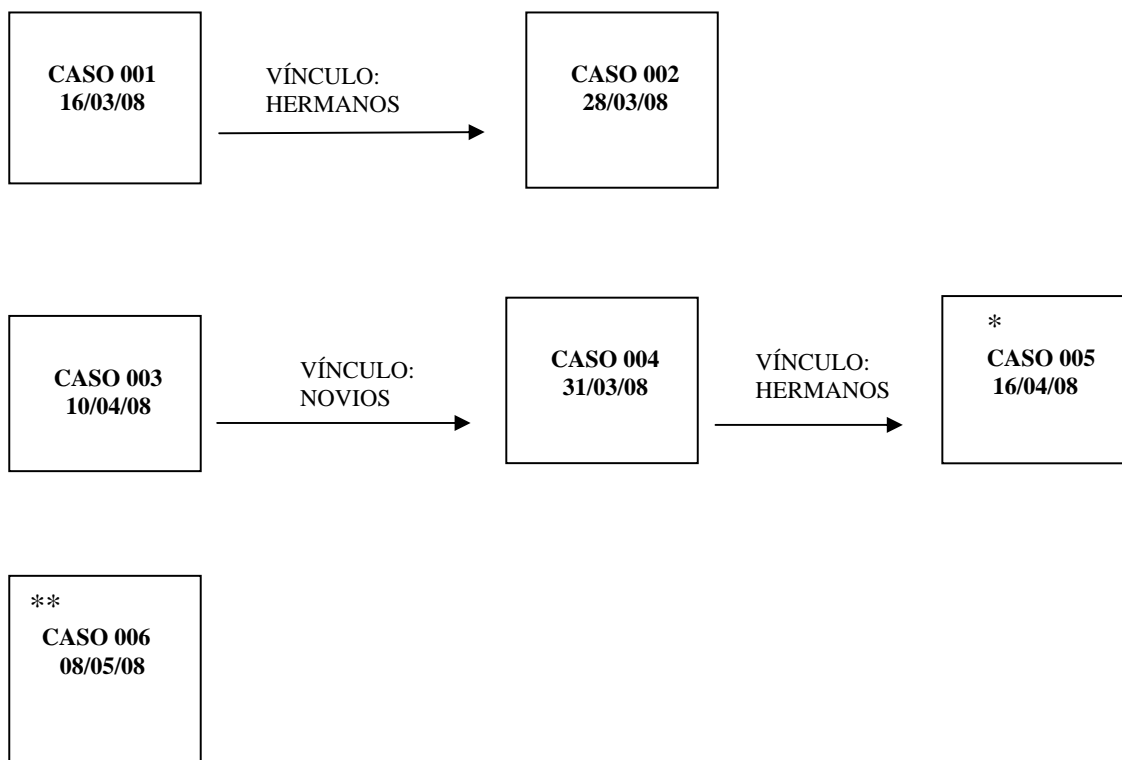 CASO 001
16/03/08
VÍNCULO:
HERMANOS
CASO 002
28/03/08
CASO 003
10/04/08
VÍNCULO:
NOVIOS
CASO 004
31/03/08
VÍNCULO:
HERMANOS
*
CASO 005
16/04/08
**
CASO 006
08/05/08